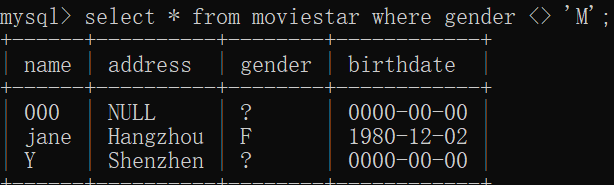 mysql> select * from moviestar where gender <> 'M';
+------+----------+--------+------------+
| name | address | gender | birthdate |
+------+----------+--------+------------+
| 000 | NULL | ? | 0000-00-00 |
| jane | Hangzhou | F | 1980-12-02 |
| Y | Shenzhen | ? | 0000-00-00 |
+------+----------+--------+------------+